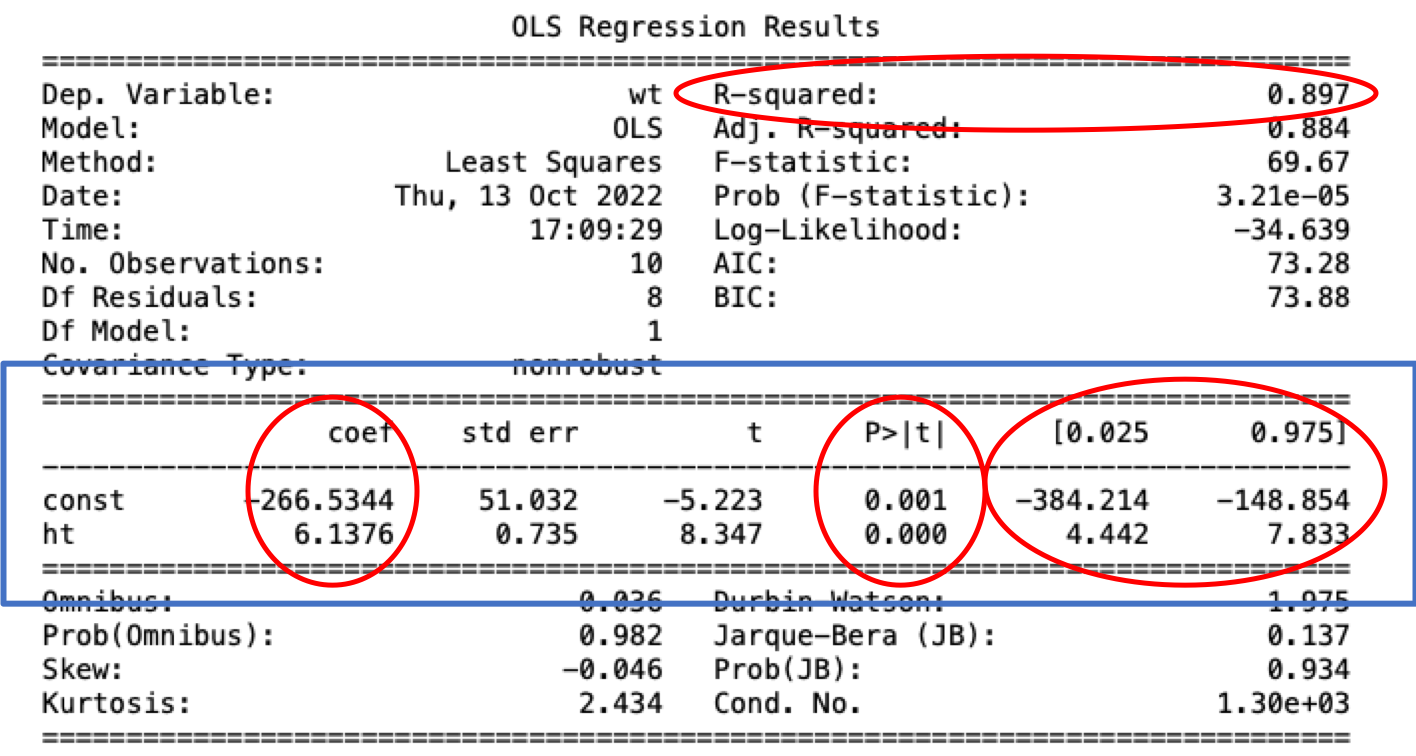 OLS Regression Results
==============================================================================
Dep. Variable: wt R-squared: 0.897
Model: OLS Adj. R-squared: 0.884
Method: Least Squares F-statistic: 69.67
Date: Thu, 13 Oct 2022 Prob (F-statistic): 3.21e-05
Time: 17:09:29 Log-Likelihood: -34.639
No. Observations: 10 AIC: 73.28
Df Residuals: 8 BIC: 73.88
Df Model: 1
Covariance Type: nonrobust
==============================================================================
coef std err t P>|t| [0.025 0.975]
------------------------------------------------------------------------------
const -266.5344 51.032 -5.223 0.001 -384.214 -148.854
ht 6.1376 0.735 8.347 0.000 4.442 7.833
==============================================================================
Omnibus: 0.036 Durbin-Watson: 1.975
Prob(Omnibus): 0.982 Jarque-Bera (JB): 0.137
Skew: -0.046 Prob(JB): 0.934
Kurtosis: 2.434 Cond. No. 1.30e+03
==============================================================================